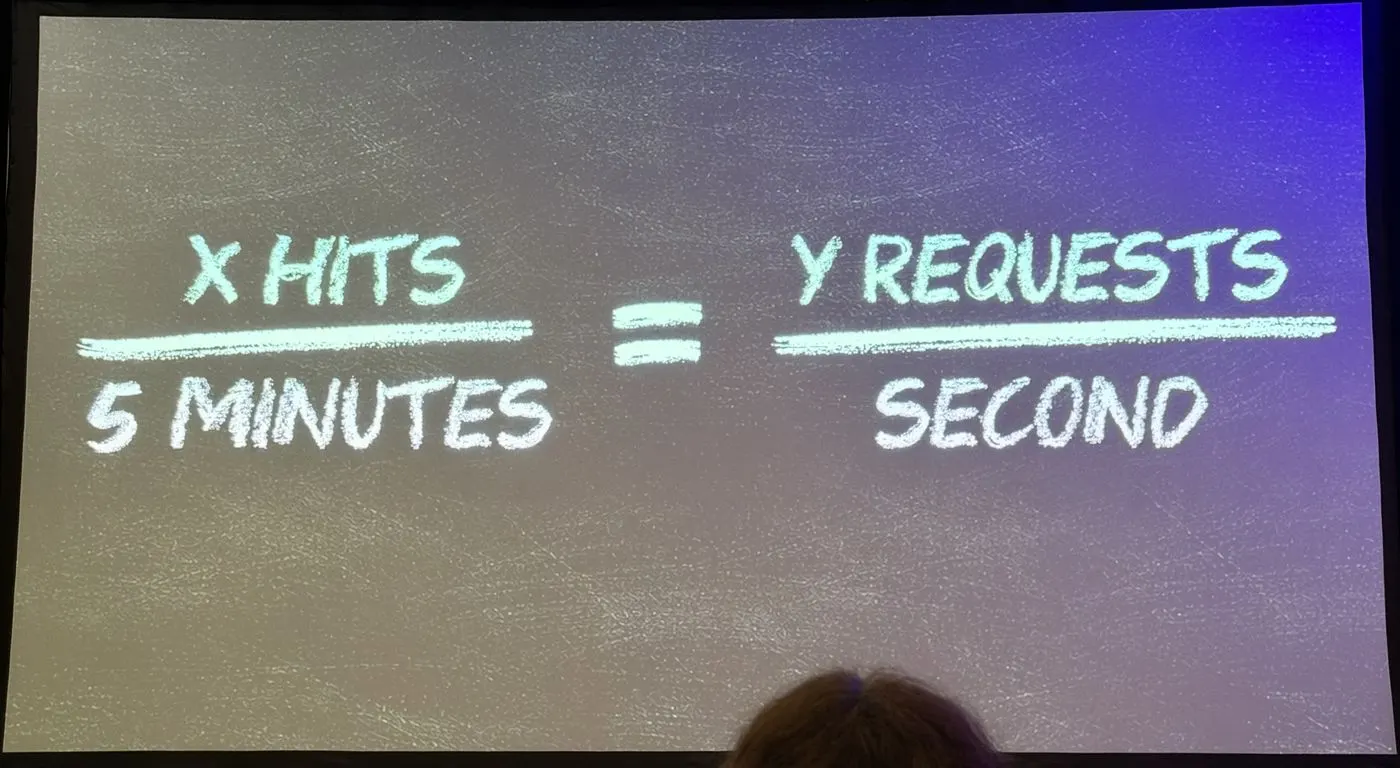 X HITS
5 MINUTES
=
Y REQUESTS
SECOND